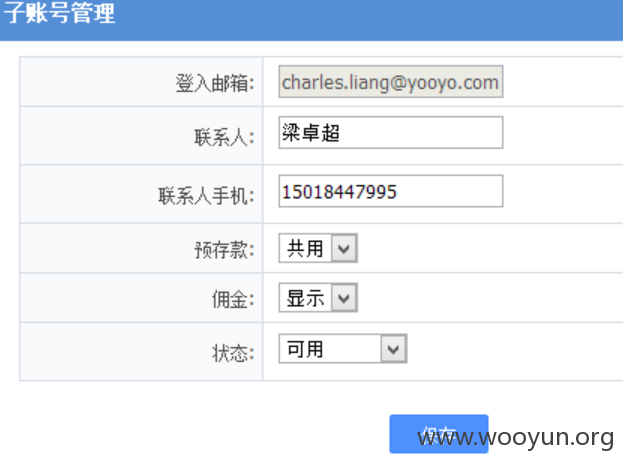 子账号管理
登入邮箱: charles.liang@yooyo.com
联系人: 梁卓超
联系人手机: 15018447995
预存款: 共用
佣金: 显示
状态: 可用
保存
www.wooyun.org